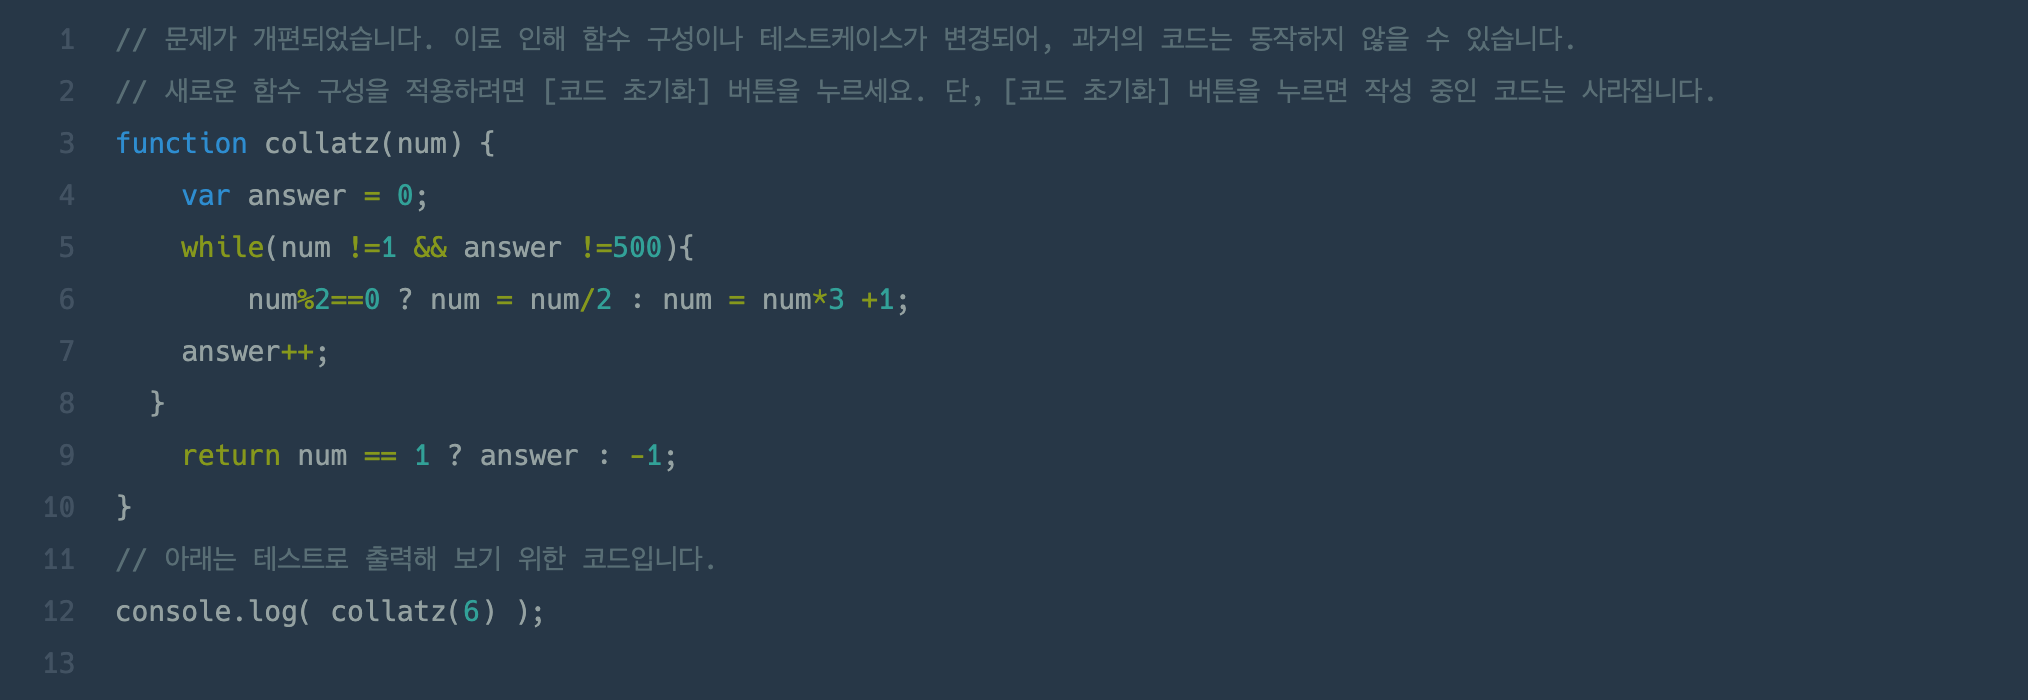 1 // 문제가 개편되었습니다. 이로 인해 함수 구성이나 테스트케이스가 변경되어, 과거의 코드는 동작하지 않을 수 있습니다.
2 // 새로운 함수 구성을 적용하려면 [코드 초기화] 버튼을 누르세요. 단, [코드 초기화] 버튼을 누르면 작성 중인 코드는 사라집니다.
3 function collatz(num) {
4     var answer = 0;
5     while(num !=1 && answer !=500){
6         num%2==0 ? num = num/2 : num = num*3 +1;
7     answer++;
8   }
9     return num == 1 ? answer : -1;
10 }
11 // 아래는 테스트로 출력해 보기 위한 코드입니다.
12 console.log( collatz(6) );
13